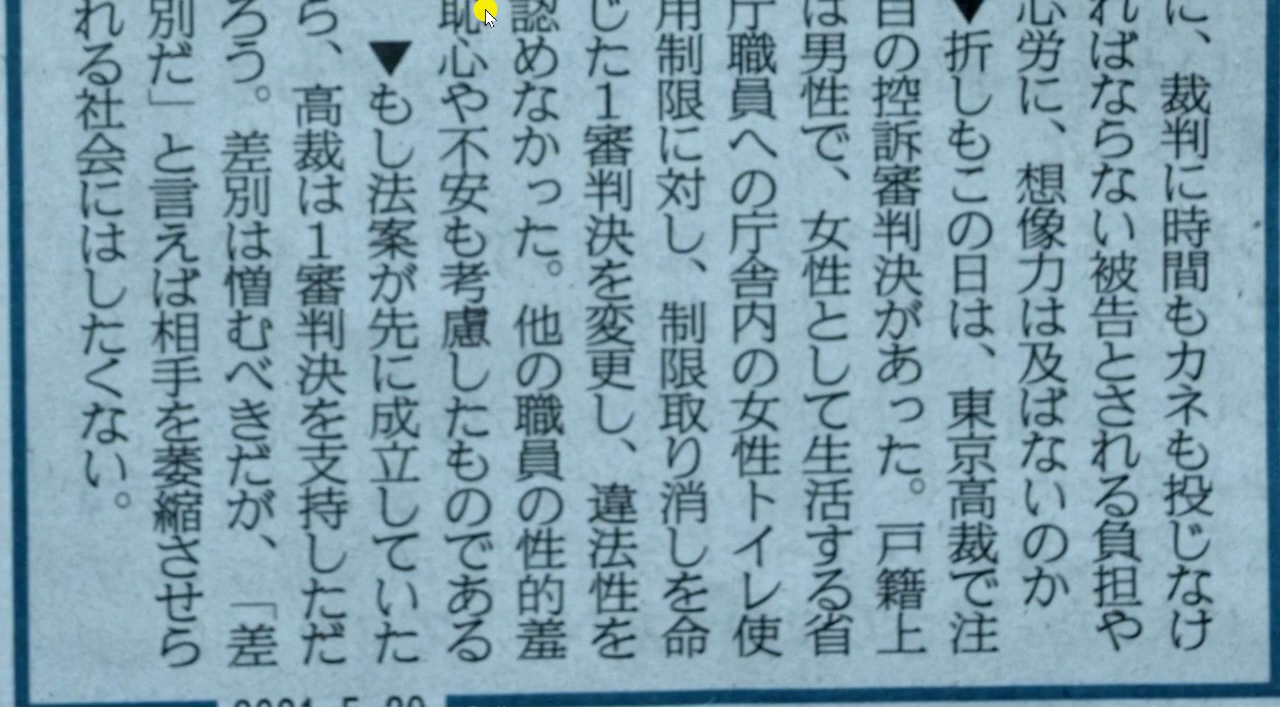 に、裁判に時間もカネも投じなけ
ればならない被告とされる負担や
心労に、想像力は及ばないのか
▼折しもこの日は、東京高裁で注
目の控訴審判決があった。戸籍上
は男性で、女性として生活する省
庁職員への庁舎内の女性トイレ使
用制限に対し、制限取り消しを命
じた1審判決を変更し、違法性を
認めなかった。他の職員の性的羞
恥心や不安も考慮したものである
▼もし法案が先に成立していた
ら、高裁は1審判決を支持しただ
ろう。差別は憎むべきだが、「差
別だ」と言えば相手を萎縮させら
れる社会にはしたくない。